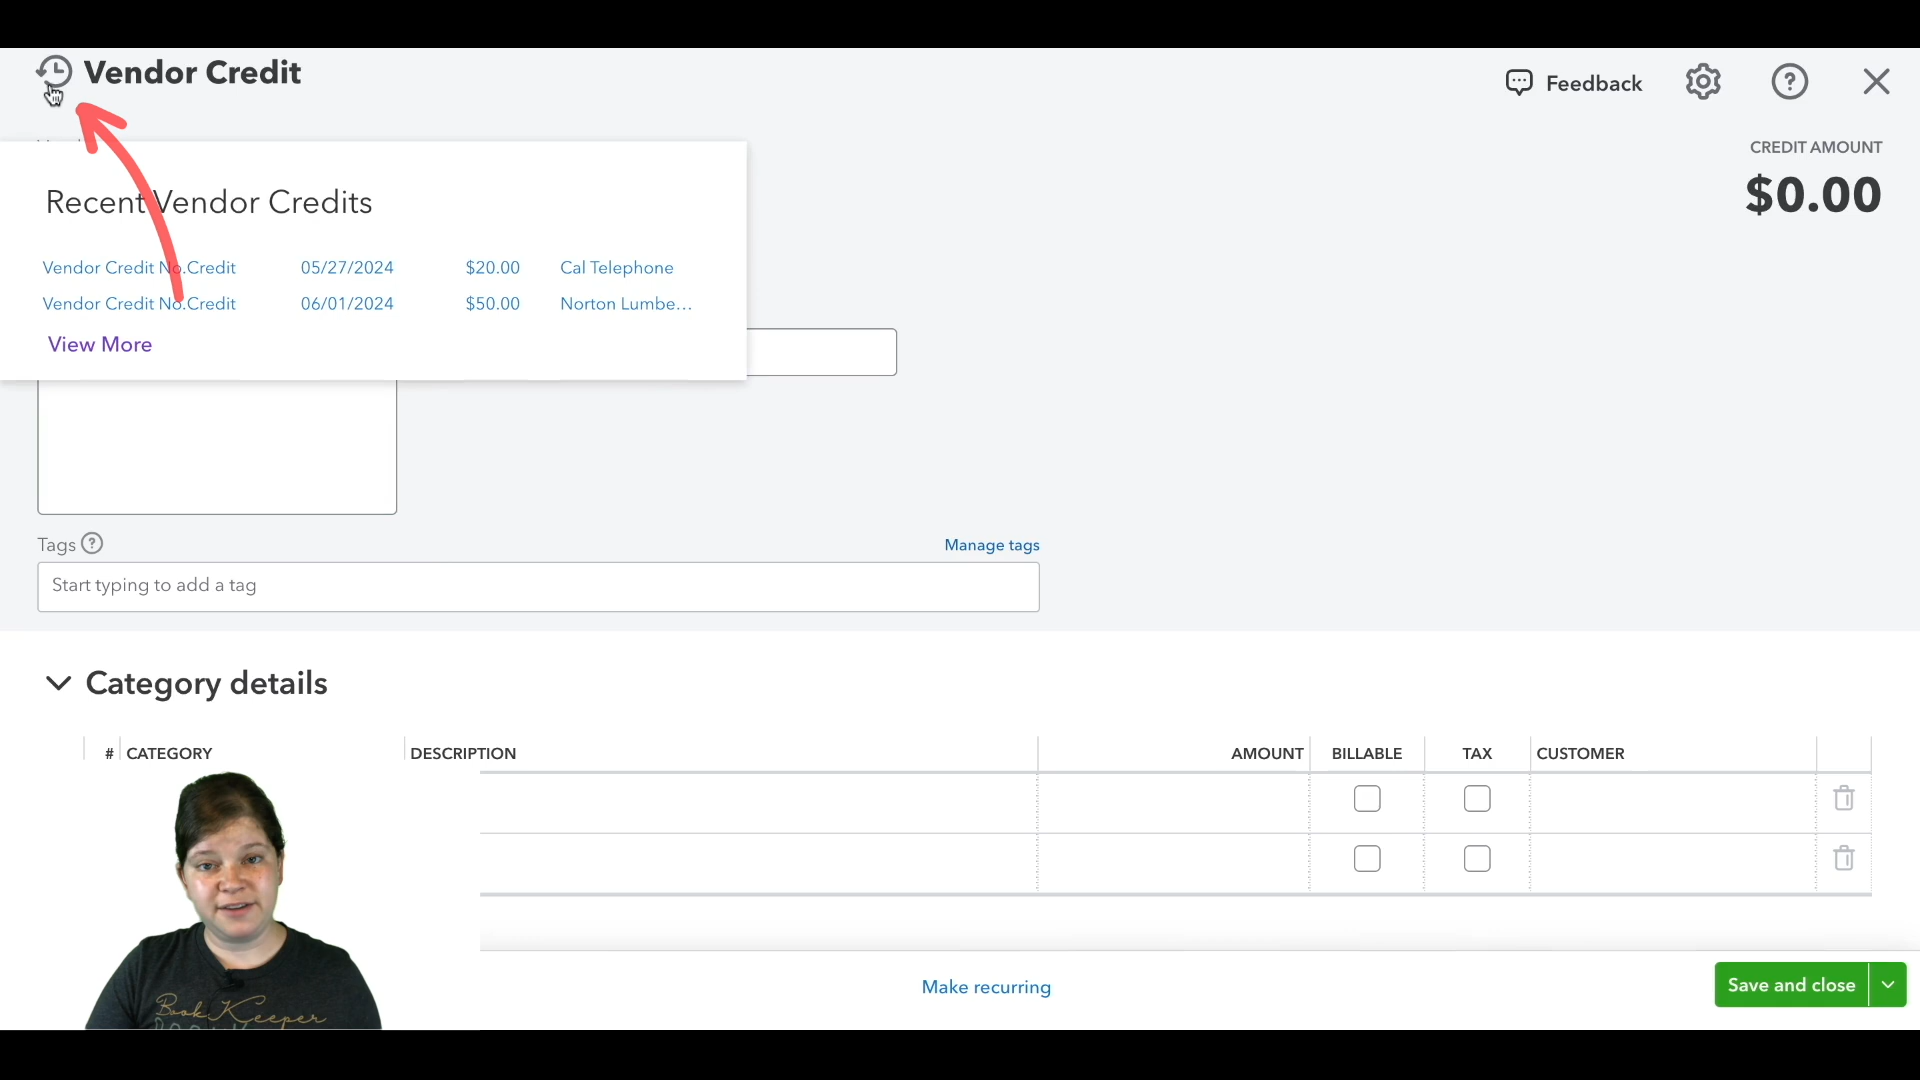 Vendor Credit
Feedback
CREDIT AMOUNT
$0.00
Recent Vendor Credits
Vendor Credit No.Credit 05/27/2024 $20.00 Cal Telephone
Vendor Credit No.Credit 06/01/2024 $50.00 Norton Lumbe...
View More
Tags ?
Manage tags
Start typing to add a tag
Category details
# CATEGORY DESCRIPTION AMOUNT BILLABLE TAX CUSTOMER
Book Keeper
Make recurring
Save and close